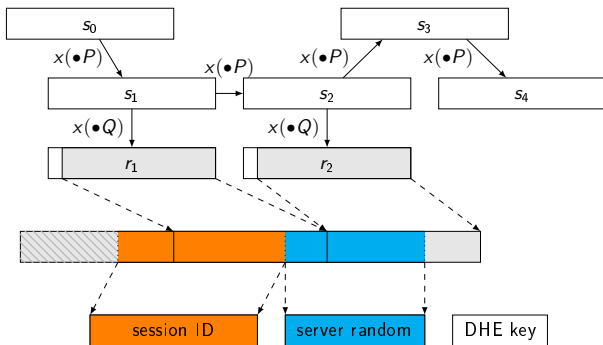 s₀
s₃
x(•P)
x(•P)
x(•P)
x(•P)
s₁
s₂
s₄
x(•Q)
x(•Q)
r₁
r₂
session ID
server random
DHE key